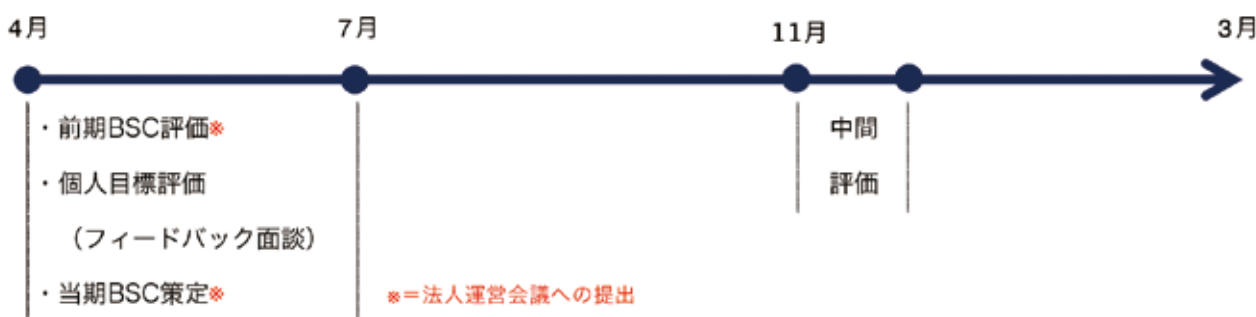 4月 7月 11月 3月
・前期BSC評価※ 中間
・個人目標評価 評価
（フィードバック面談）
・当期BSC策定※ ※＝法人運営会議への提出